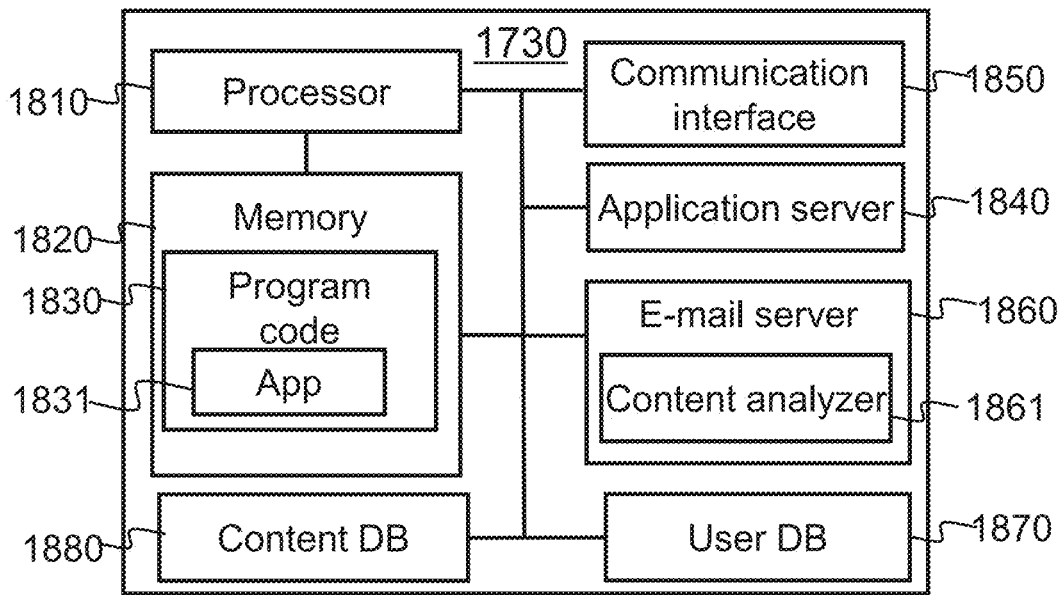 1730
1810
Processor
Communication
interface
1850
Memory
1820
Application server
1840
1830
Program
code
E-mail server
1860
1831
App
Content analyzer
1861
1880
Content DB
User DB
1870